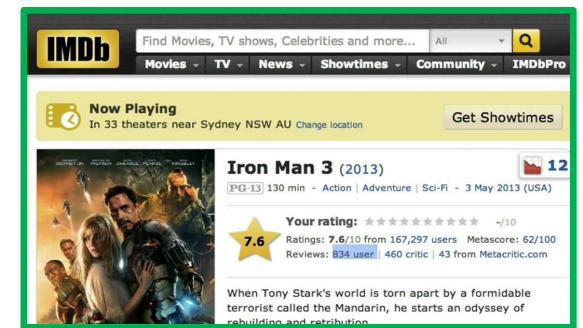 IMDb
Find Movies, TV shows, Celebrities and more...
All
Movies
TV
News
Showtimes
Community
IMDbPro
Now Playing
In 33 theaters near Sydney NSW AU Change location
Get Showtimes
Iron Man 3 (2013)
12
PG-13 130 min - Action | Adventure | Sci-Fi - 3 May 2013 (USA)
Your rating: -/10
7.6
Ratings: 7.6/10 from 167,297 users Metascore: 62/100
Reviews: 834 user | 460 critic | 43 from Metacritic.com
When Tony Stark's world is torn apart by a formidable
terrorist called the Mandarin, he starts an odyssey of
rebuilding and retribution.